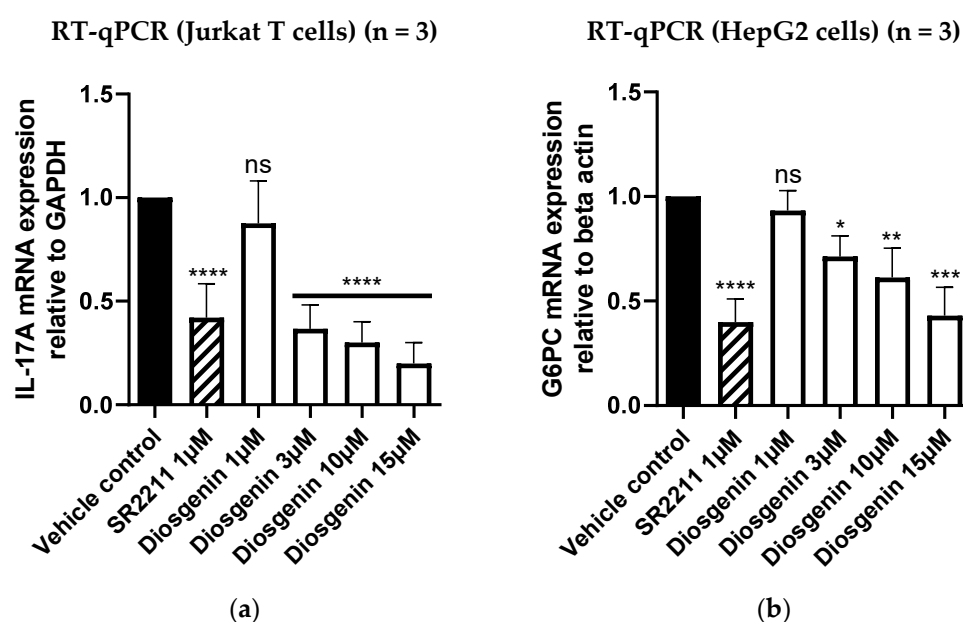 RT-qPCR (Jurkat T cells) (n = 3)
IL-17A mRNA expression
relative to GAPDH
1.5
1.0
0.5
0.0
****
ns
****
Vehicle control
SR2211 1µM
Diosgenin 1µM
Diosgenin 3µM
Diosgenin 10µM
Diosgenin 15µM
(a)
RT-qPCR (HepG2 cells) (n = 3)
G6PC mRNA expression
relative to beta actin
1.5
1.0
0.5
0.0
****
ns
*
**
***
Vehicle control
SR2211 1µM
Diosgenin 1µM
Diosgenin 3µM
Diosgenin 10µM
Diosgenin 15µM
(b)